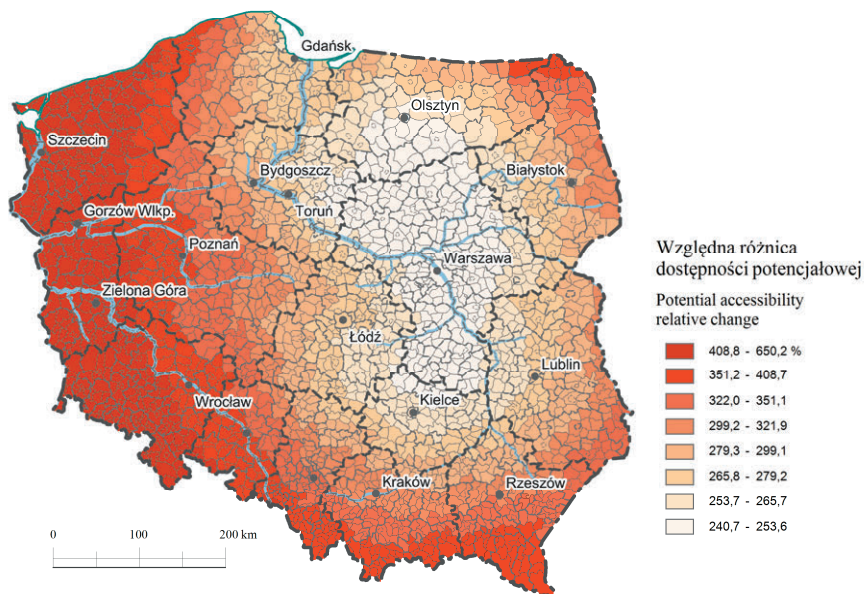 Gdańsk
Olsztyn
Szczecin
Bydgoszcz
Białystok
Toruń
Gorzów Wlkp.
Poznań
Warszawa
Zielona Góra
Łódź
Lublin
Wrocław
Kielce
Kraków
Rzeszów
0 100 200 km
Względna różnica
dostępności potencjałowej
Potential accessibility
relative change
408,8 - 650,2 %
351,2 - 408,7
322,0 - 351,1
299,2 - 321,9
279,3 - 299,1
265,8 - 279,2
253,7 - 265,7
240,7 - 253,6